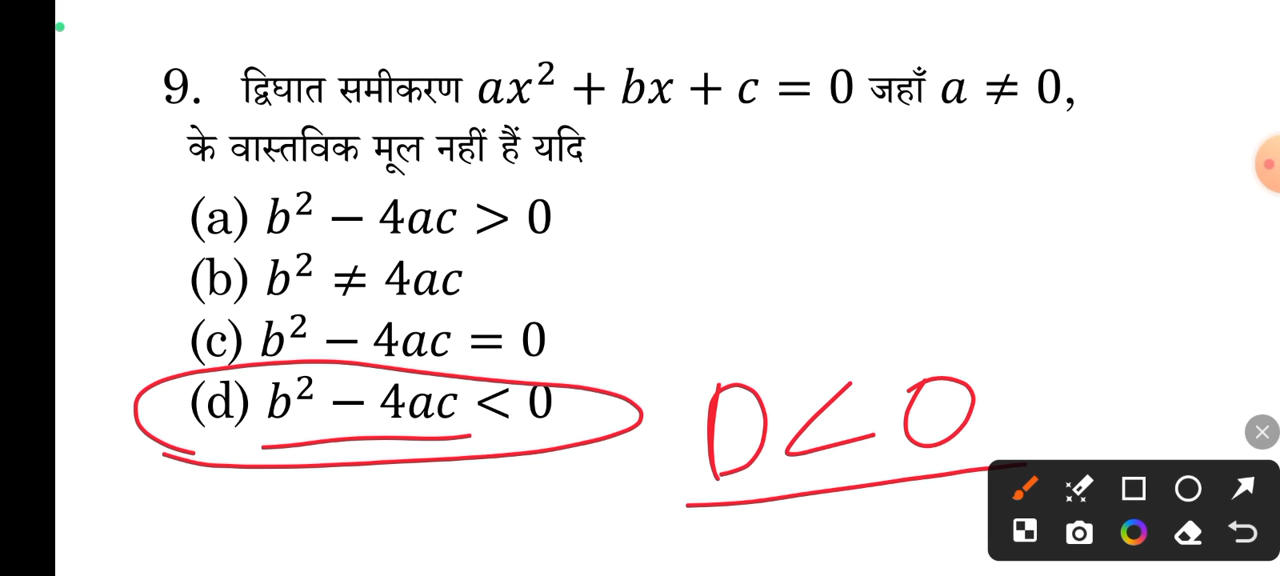 9. द्विघात समीकरण ax² + bx + c = 0 जहाँ a ≠ 0,
के वास्तविक मूल नहीं हैं यदि
(a) b² − 4ac > 0
(b) b² ≠ 4ac
(c) b² − 4ac = 0
(d) b² − 4ac < 0
D < 0